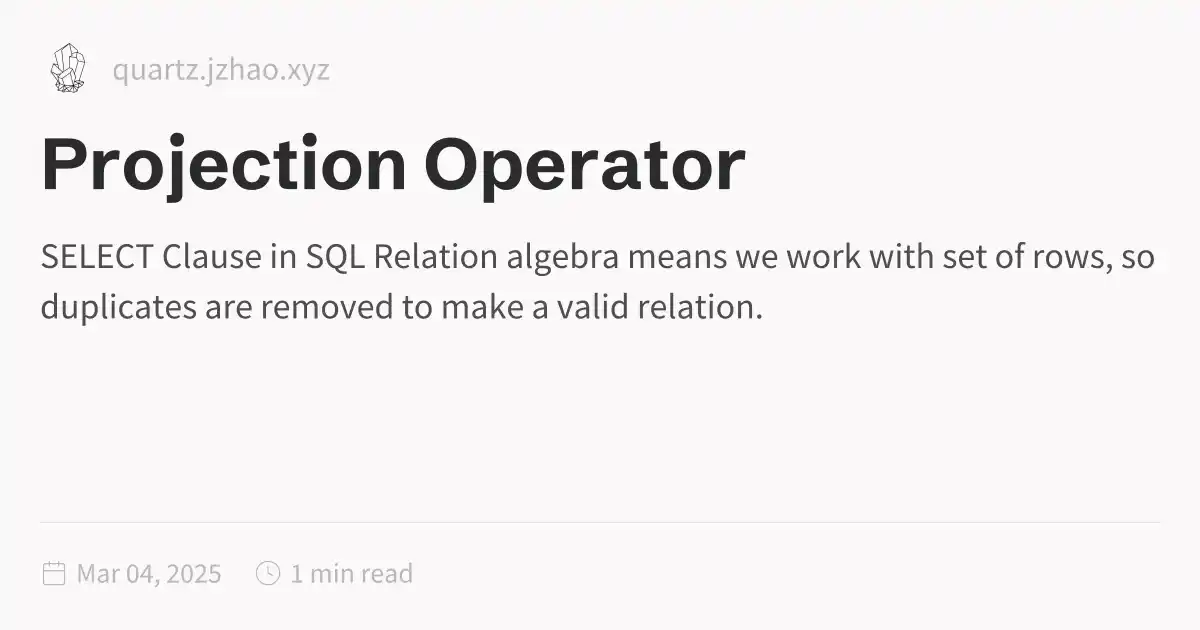 quartz.jzhao.xyz
Projection Operator
SELECT Clause in SQL Relation algebra means we work with set of rows, so
duplicates are removed to make a valid relation.
Mar 04, 2025 1 min read